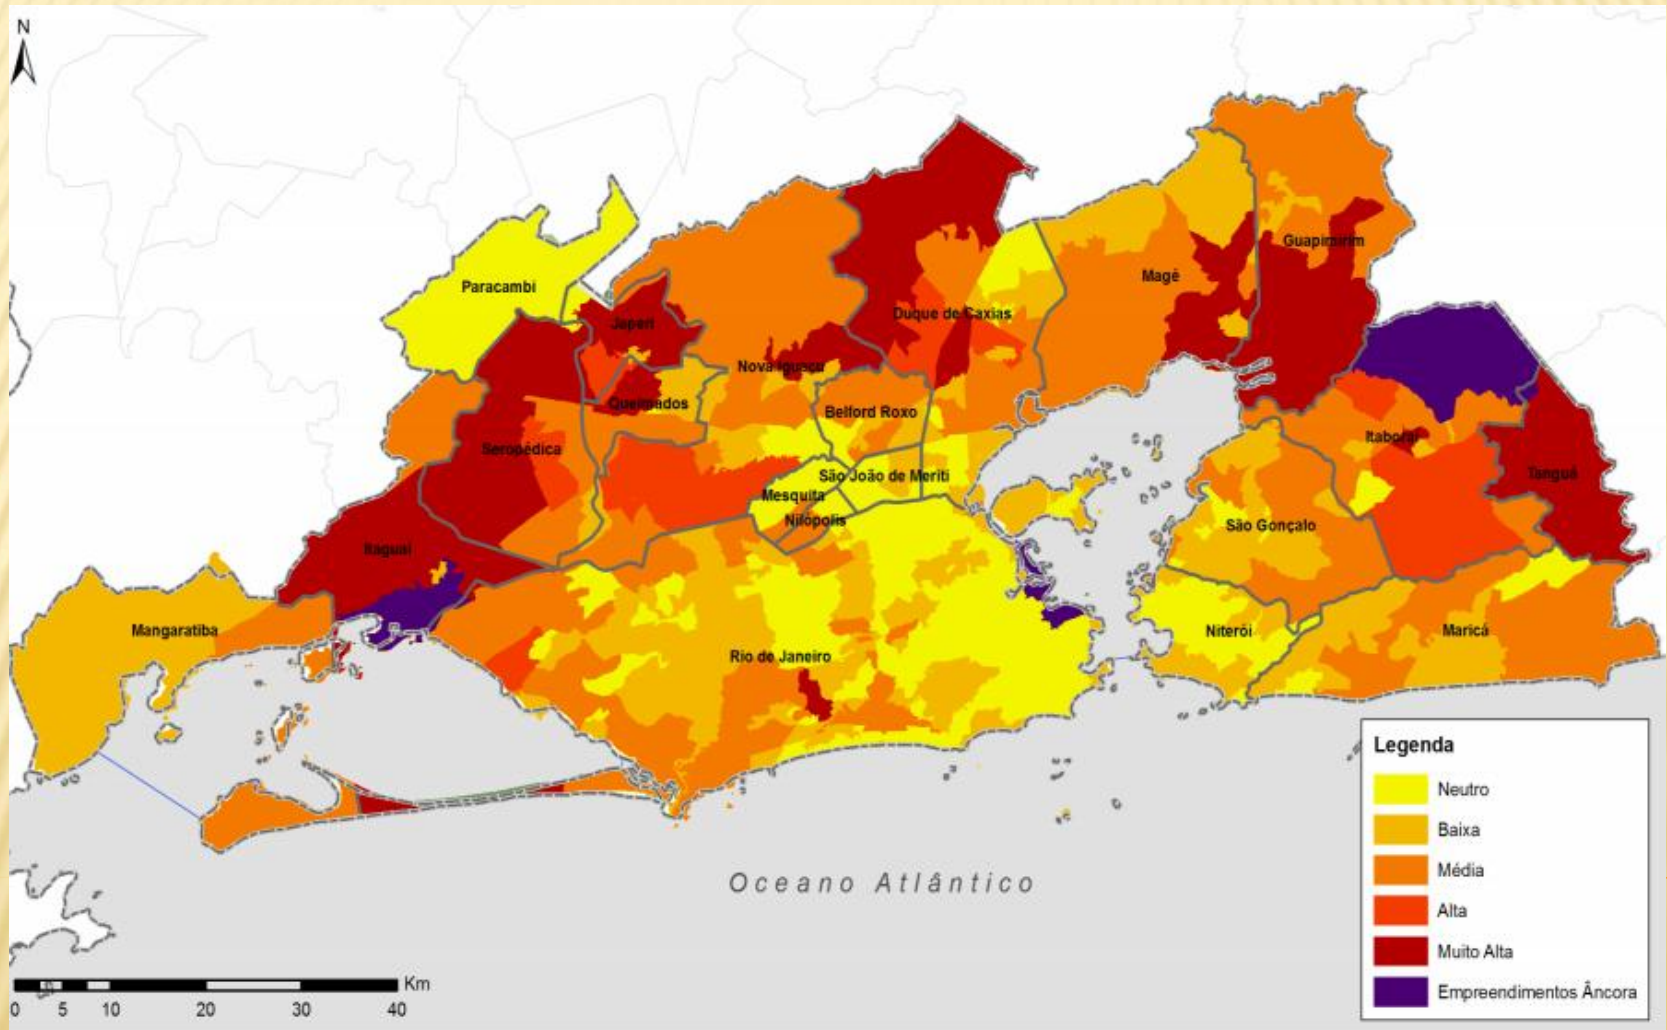 N
Paracambi
Guapimirim
Magé
Japeri
Duque de Caxias
Nova Iguaçu
Queimados
Belford Roxo
Itaboraí
Seropédica
São João de Meriti
Tanguá
Mesquita
Nilópolis
São Gonçalo
Itaguaí
Mangaratiba
Rio de Janeiro
Niterói
Maricá
Oceano Atlântico
Legenda
Neutro
Baixa
Média
Alta
Muito Alta
Empreendimentos Âncora
Km
0 5 10 20 30 40